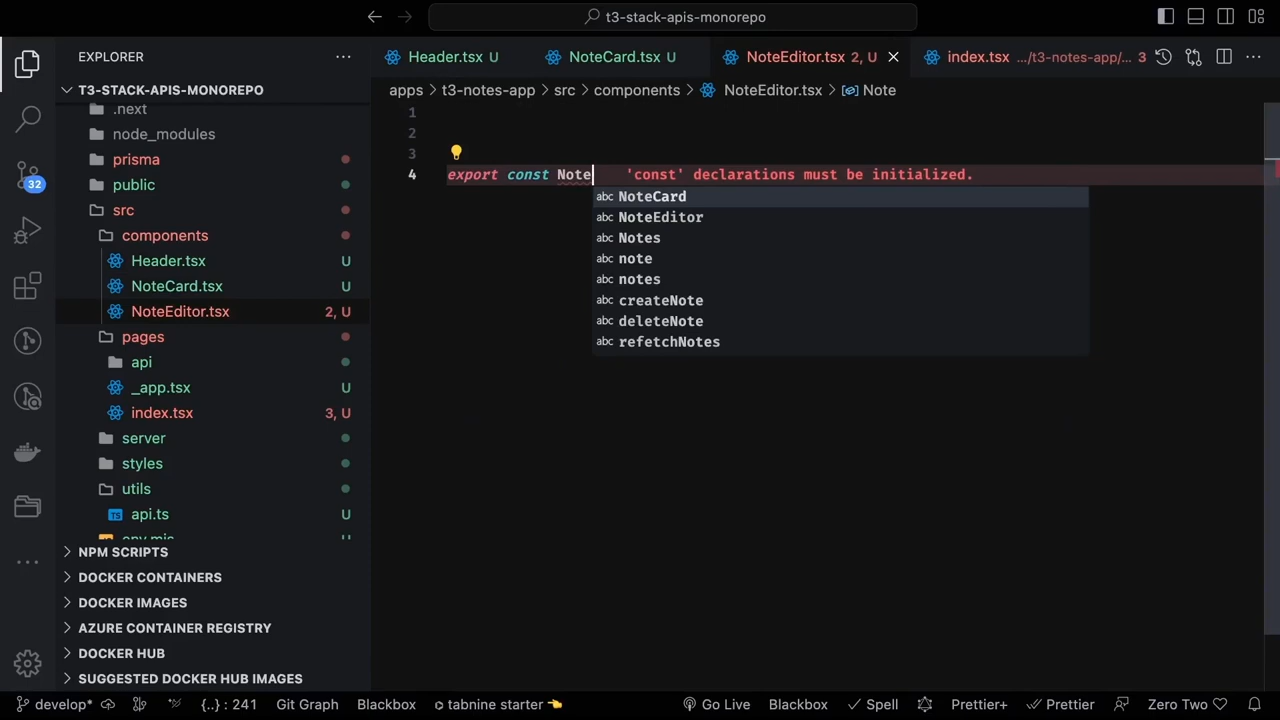 t3-stack-apis-monorepo
EXPLORER
T3-STACK-APIS-MONOREPO
.next
node_modules
prisma
public
src
components
Header.tsx U
NoteCard.tsx U
NoteEditor.tsx 2, U
pages
api
_app.tsx U
index.tsx 3, U
server
styles
utils
api.ts U
env.mjs U
NPM SCRIPTS
DOCKER CONTAINERS
DOCKER IMAGES
AZURE CONTAINER REGISTRY
DOCKER HUB
SUGGESTED DOCKER HUB IMAGES
32
Header.tsx U NoteCard.tsx U NoteEditor.tsx 2, U index.tsx .../t3-notes-app/... 3
apps > t3-notes-app > src > components > NoteEditor.tsx > Note
1
2
3
4 export const Note 'const' declarations must be initialized.
abc NoteCard
abc NoteEditor
abc Notes
abc note
abc notes
abc createNote
abc deleteNote
abc refetchNotes
develop* {..} : 241 Git Graph Blackbox tabnine starter Go Live Blackbox Spell Prettier+ Prettier Zero Two